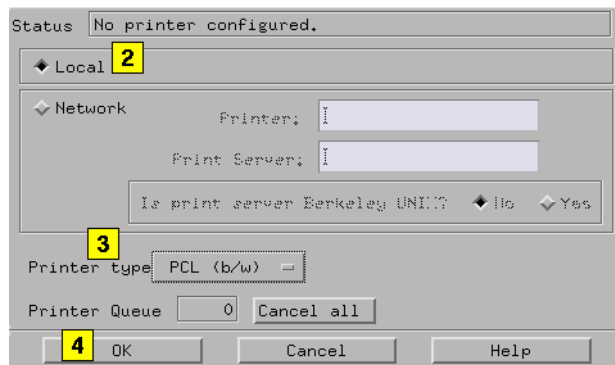 Status No printer configured.
2
Local
Network
Printer:
Print Server:
Is print server Berkeley UNIX? No Yes
3
Printer type PCL (b/w)
Printer Queue 0 Cancel all
4
OK Cancel Help